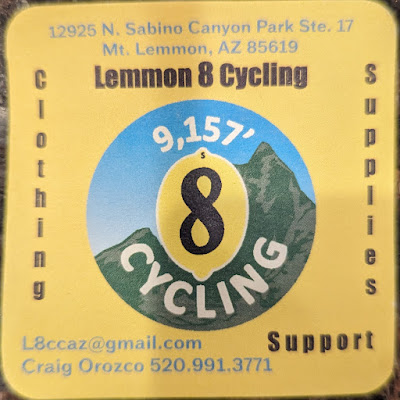 12925 N. Sabino Canyon Park Ste. 17
Mt. Lemmon, AZ 85619
Lemmon 8 Cycling
Clothing
Supplies
9,157'
S
8
CYCLING
L8ccaz@gmail.com
Support
Craig Orozco 520.991.3771